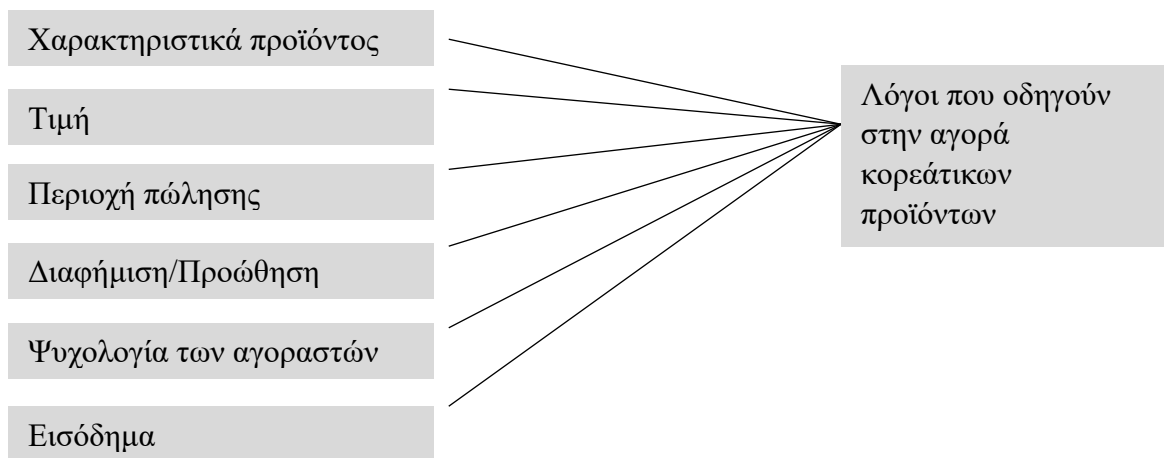 Χαρακτηριστικά προϊόντος
Τιμή
Περιοχή πώλησης
Διαφήμιση/Προώθηση
Ψυχολογία των αγοραστών
Εισόδημα
Λόγοι που οδηγούν
στην αγορά
κορεάτικων
προϊόντων